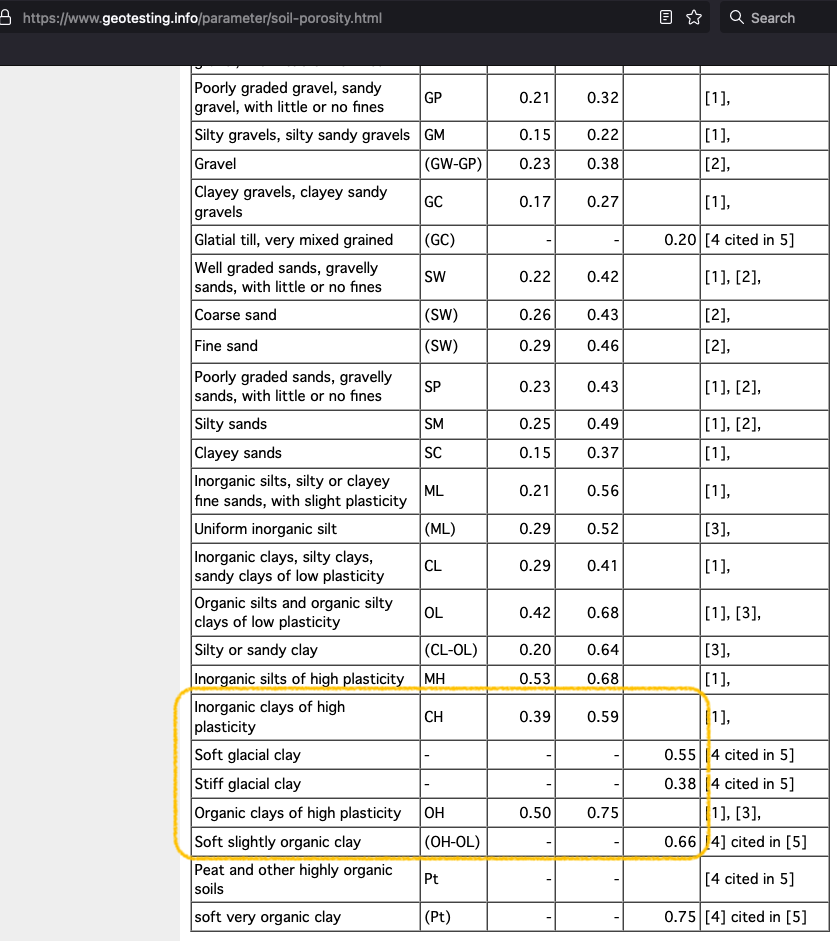 https://www.geotesting.info/parameter/soil-porosity.html
Search
Poorly graded gravel, sandy
gravel, with little or no fines GP 0.21 0.32 [1],
Silty gravels, silty sandy gravels GM 0.15 0.22 [1],
Gravel (GW-GP) 0.23 0.38 [2],
Clayey gravels, clayey sandy
gravels GC 0.17 0.27 [1],
Glatial till, very mixed grained (GC) - - 0.20 [4 cited in 5]
Well graded sands, gravelly
sands, with little or no fines SW 0.22 0.42 [1], [2],
Coarse sand (SW) 0.26 0.43 [2],
Fine sand (SW) 0.29 0.46 [2],
Poorly graded sands, gravelly
sands, with little or no fines SP 0.23 0.43 [1], [2],
Silty sands SM 0.25 0.49 [1], [2],
Clayey sands SC 0.15 0.37 [1],
Inorganic silts, silty or clayey
fine sands, with slight plasticity ML 0.21 0.56 [1],
Uniform inorganic silt (ML) 0.29 0.52 [3],
Inorganic clays, silty clays,
sandy clays of low plasticity CL 0.29 0.41 [1],
Organic silts and organic silty
clays of low plasticity OL 0.42 0.68 [1], [3],
Silty or sandy clay (CL-OL) 0.20 0.64 [3],
Inorganic silts of high plasticity MH 0.53 0.68 [1],
Inorganic clays of high
plasticity CH 0.39 0.59 [1],
Soft glacial clay - - - 0.55 [4 cited in 5]
Stiff glacial clay - - - 0.38 [4 cited in 5]
Organic clays of high plasticity OH 0.50 0.75 [1], [3],
Soft slightly organic clay (OH-OL) - - 0.66 [4] cited in [5]
Peat and other highly organic
soils Pt - - [4 cited in 5]
soft very organic clay (Pt) - - 0.75 [4] cited in [5]